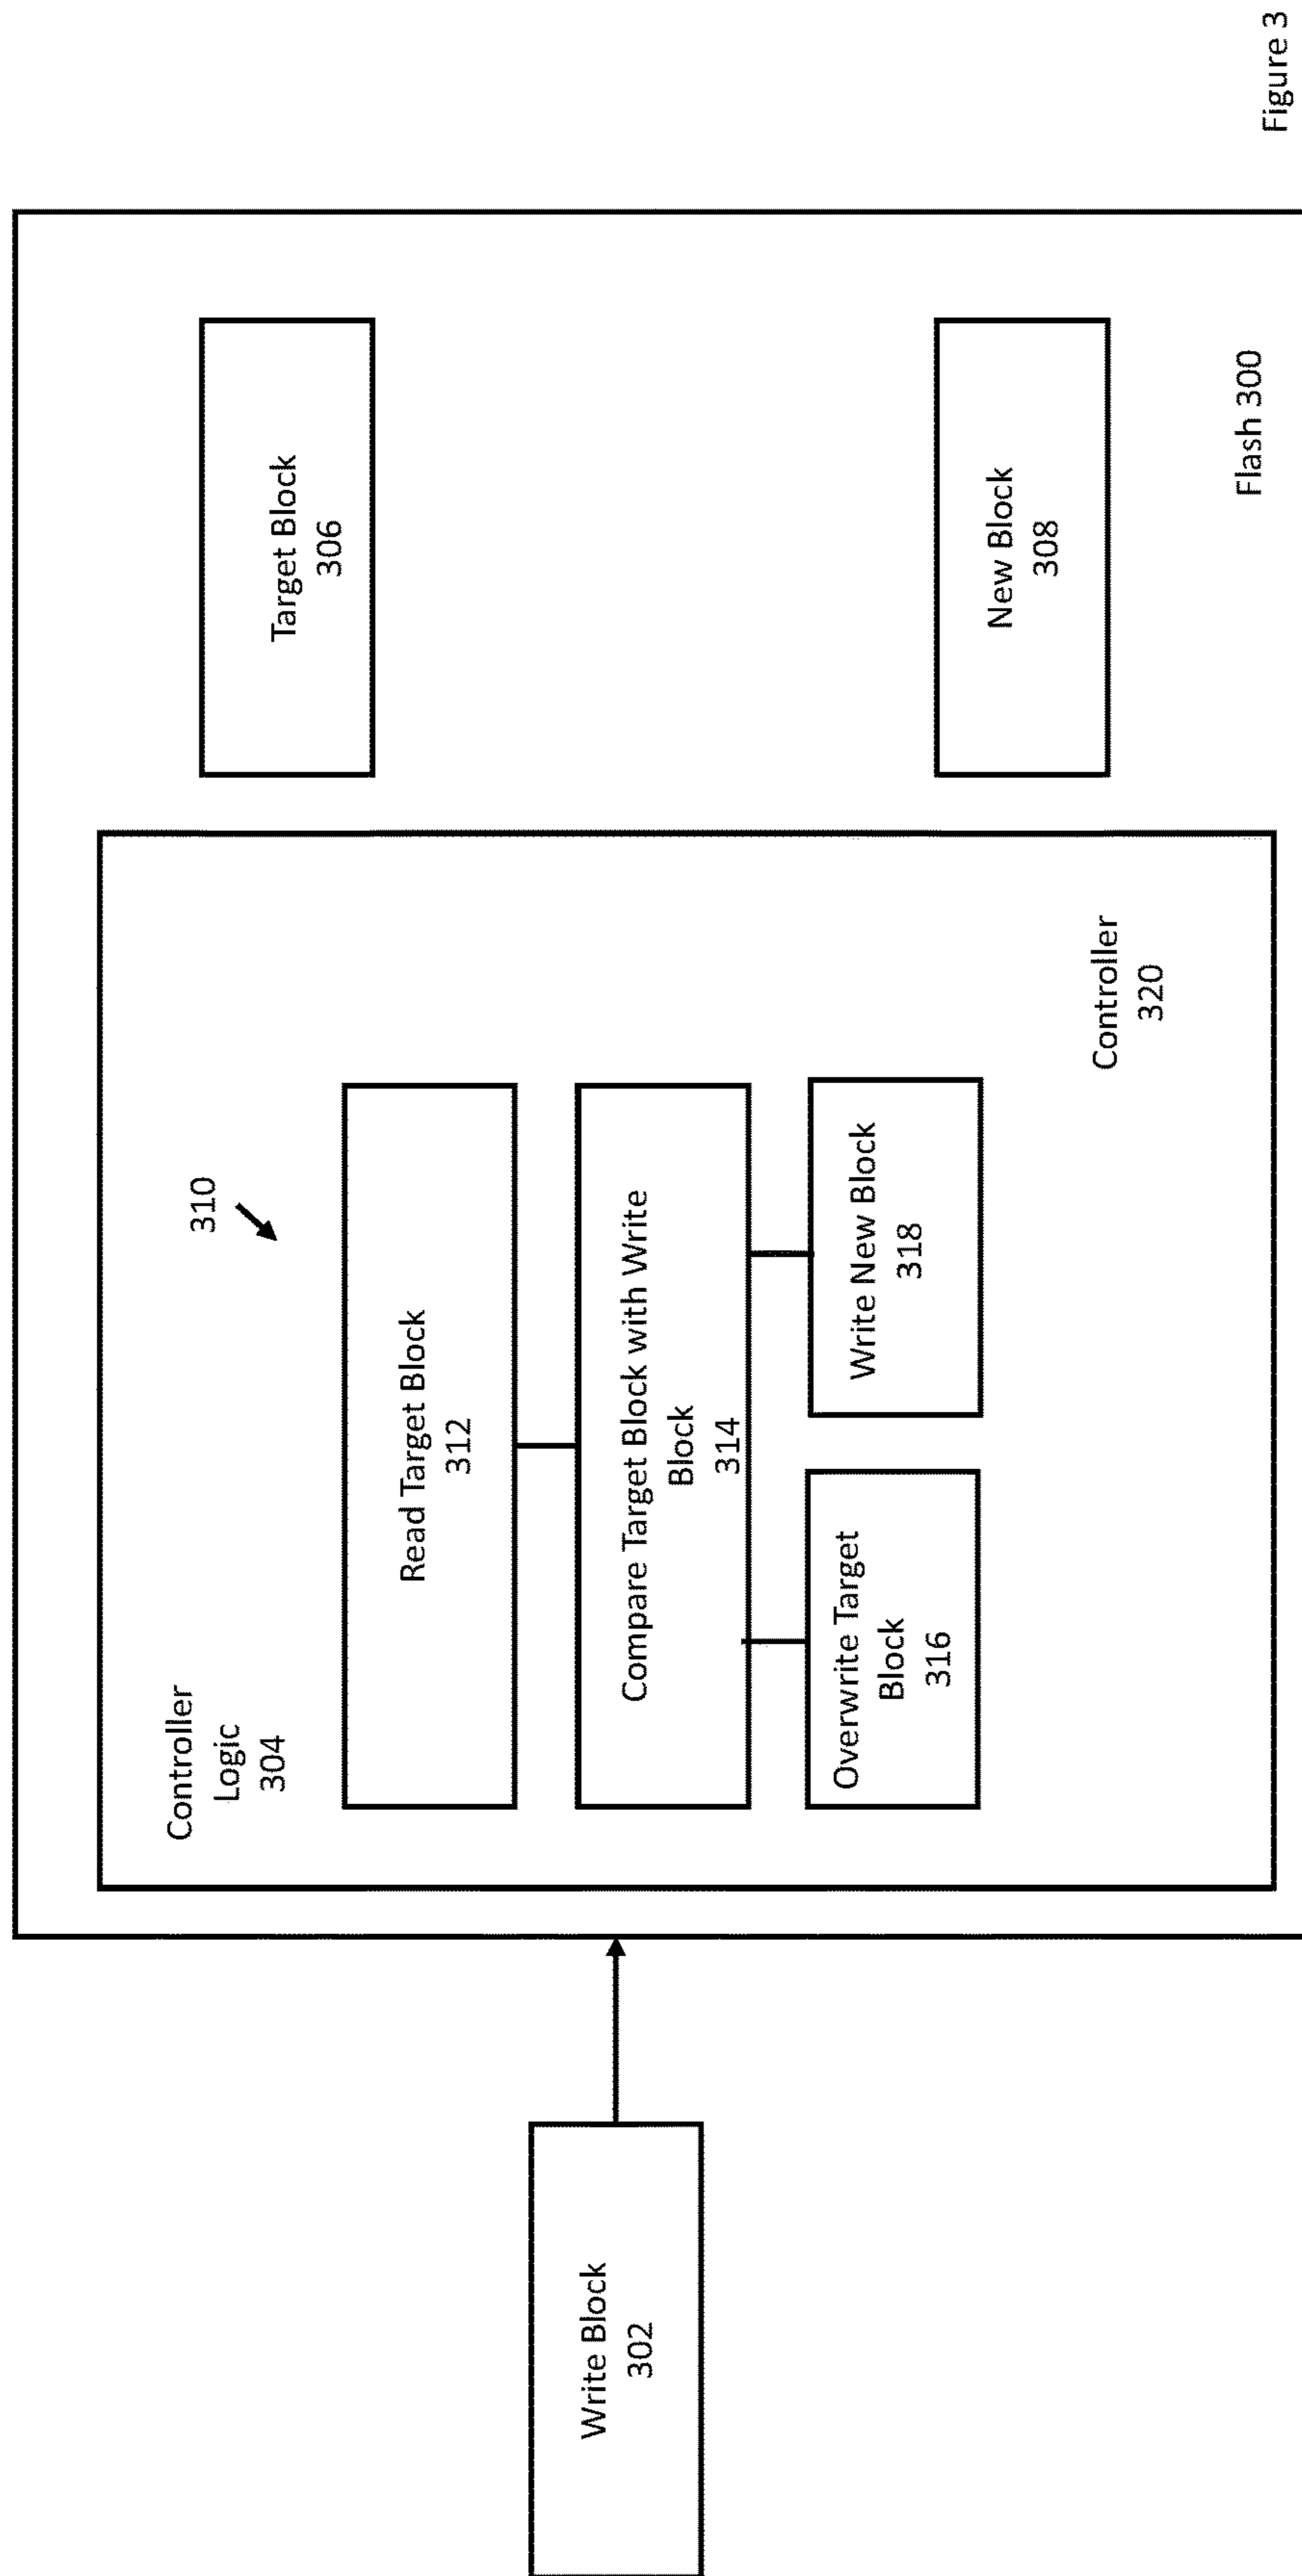 Write Block
302
Controller
Logic
304
310
Read Target Block
312
Compare Target Block with Write
Block
314
Overwrite Target
Block
316
Write New Block
318
Controller
320
Target Block
306
New Block
308
Flash 300
Figure 3